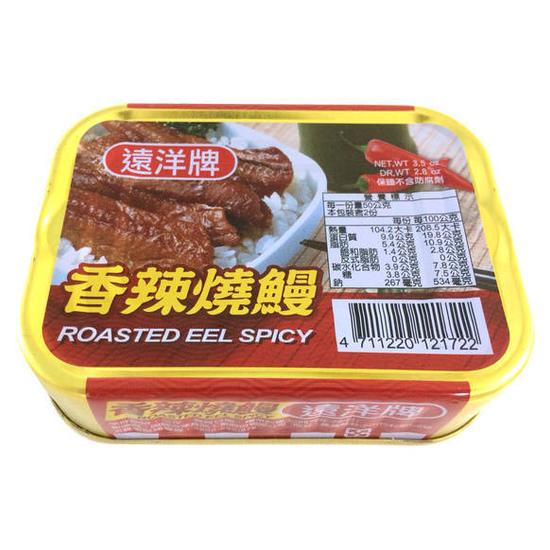 遠洋牌
NET.WT 3.5 oz
DR.WT 2.8 oz
保證不含防腐劑
營養標示
每一份量50公克
本包裝含2份
每份 每100公克
熱量 104.2大卡 208.5大卡
蛋白質 9.9公克 19.8公克
脂肪 5.4公克 10.9公克
飽和脂肪 1.4公克 2.8公克
反式脂肪 0公克 0公克
碳水化合物 3.9公克 7.8公克
糖 3.8公克 7.5公克
鈉 267毫克 534毫克
香辣燒鰻
ROASTED EEL SPICY
4 711220 121722
香辣燒鰻 遠洋牌